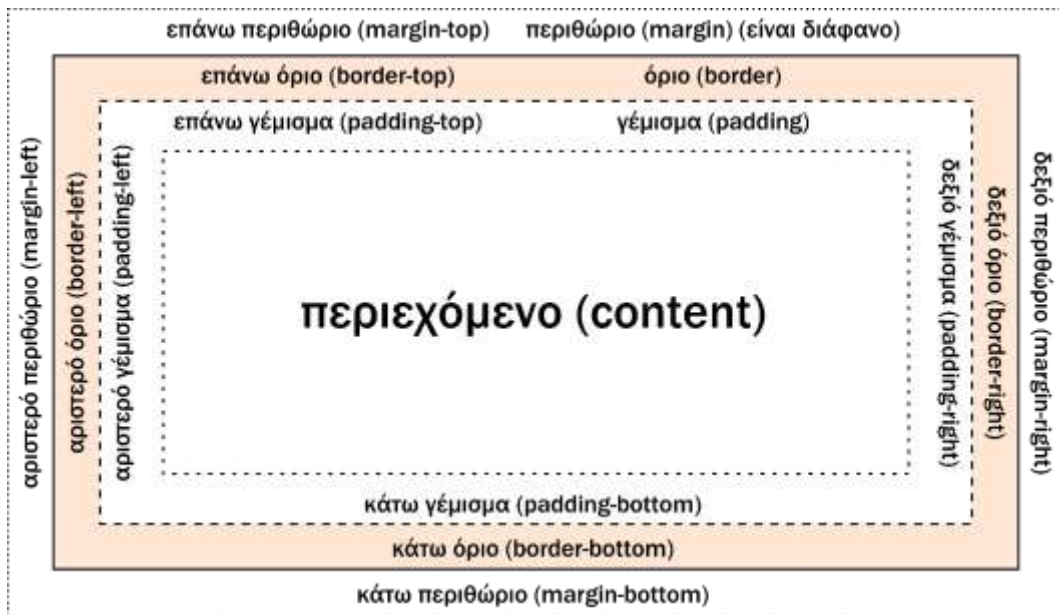 επάνω περιθώριο (margin-top)
περιθώριο (margin) (είναι διάφανο)
επάνω όριο (border-top)
όριο (border)
επάνω γέμισμα (padding-top)
γέμισμα (padding)
αριστερό περιθώριο (margin-left)
αριστερό όριο (border-left)
αριστερό γέμισμα (padding-left)
περιεχόμενο (content)
δεξιό γέμισμα (padding-right)
δεξιό όριο (border-right)
δεξιό περιθώριο (margin-right)
κάτω γέμισμα (padding-bottom)
κάτω όριο (border-bottom)
κάτω περιθώριο (margin-bottom)